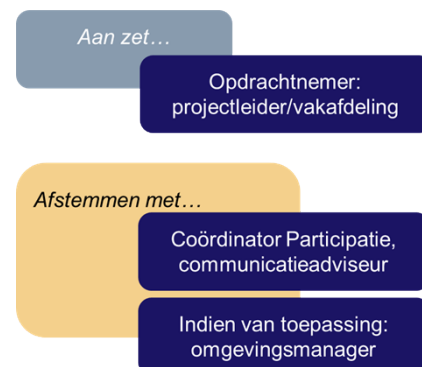 Aan zet…
Opdrachtnemer:
projectleider/vakafdeling
Afstemmen met…
Coördinator Participatie,
communicatieadviseur
Indien van toepassing:
omgevingsmanager